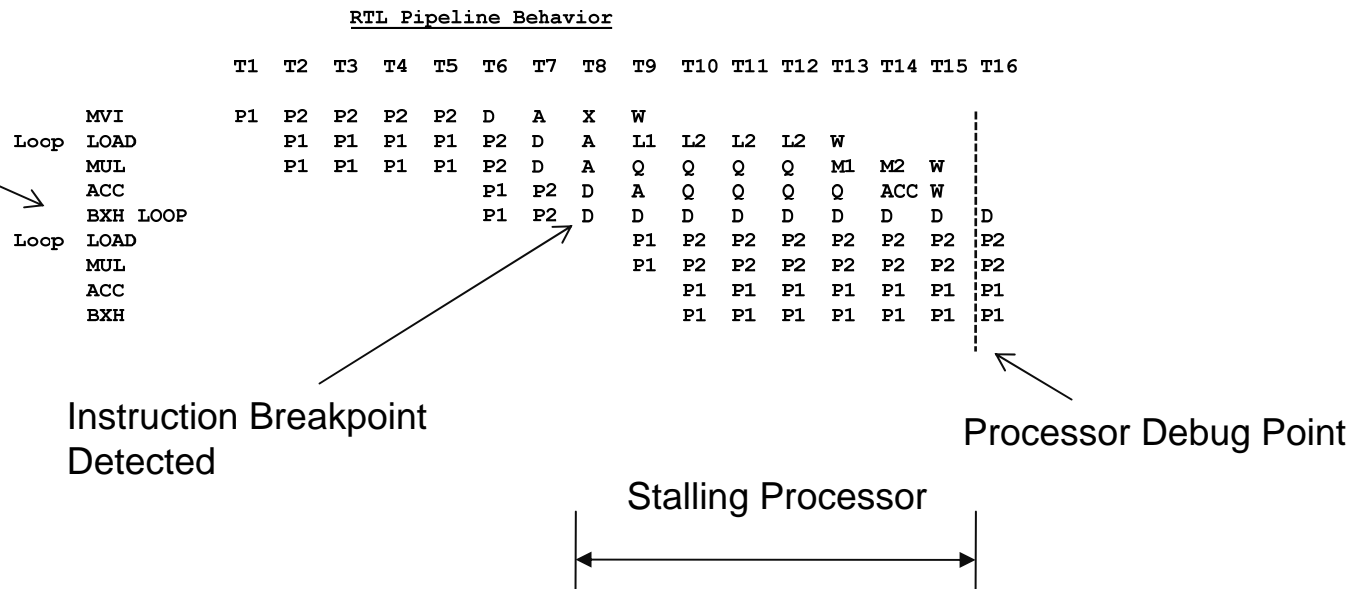 RTL Pipeline Behavior
T1 T2 T3 T4 T5 T6 T7 T8 T9 T10 T11 T12 T13 T14 T15 T16
MVI P1 P2 P2 P2 P2 D A X W
Loop LOAD P1 P1 P1 P1 P2 D A L1 L2 L2 L2 W
MUL P1 P1 P1 P1 P2 D A Q Q Q Q M1 M2 W
ACC P1 P2 D A Q Q Q Q ACC W
BXH LOOP P1 P2 D D D D D D D D D
Loop LOAD P1 P2 P2 P2 P2 P2 P2 P2
MUL P1 P2 P2 P2 P2 P2 P2 P2
ACC P1 P1 P1 P1 P1 P1 P1
BXH P1 P1 P1 P1 P1 P1 P1
Instruction Breakpoint
Detected
Processor Debug Point
Stalling Processor